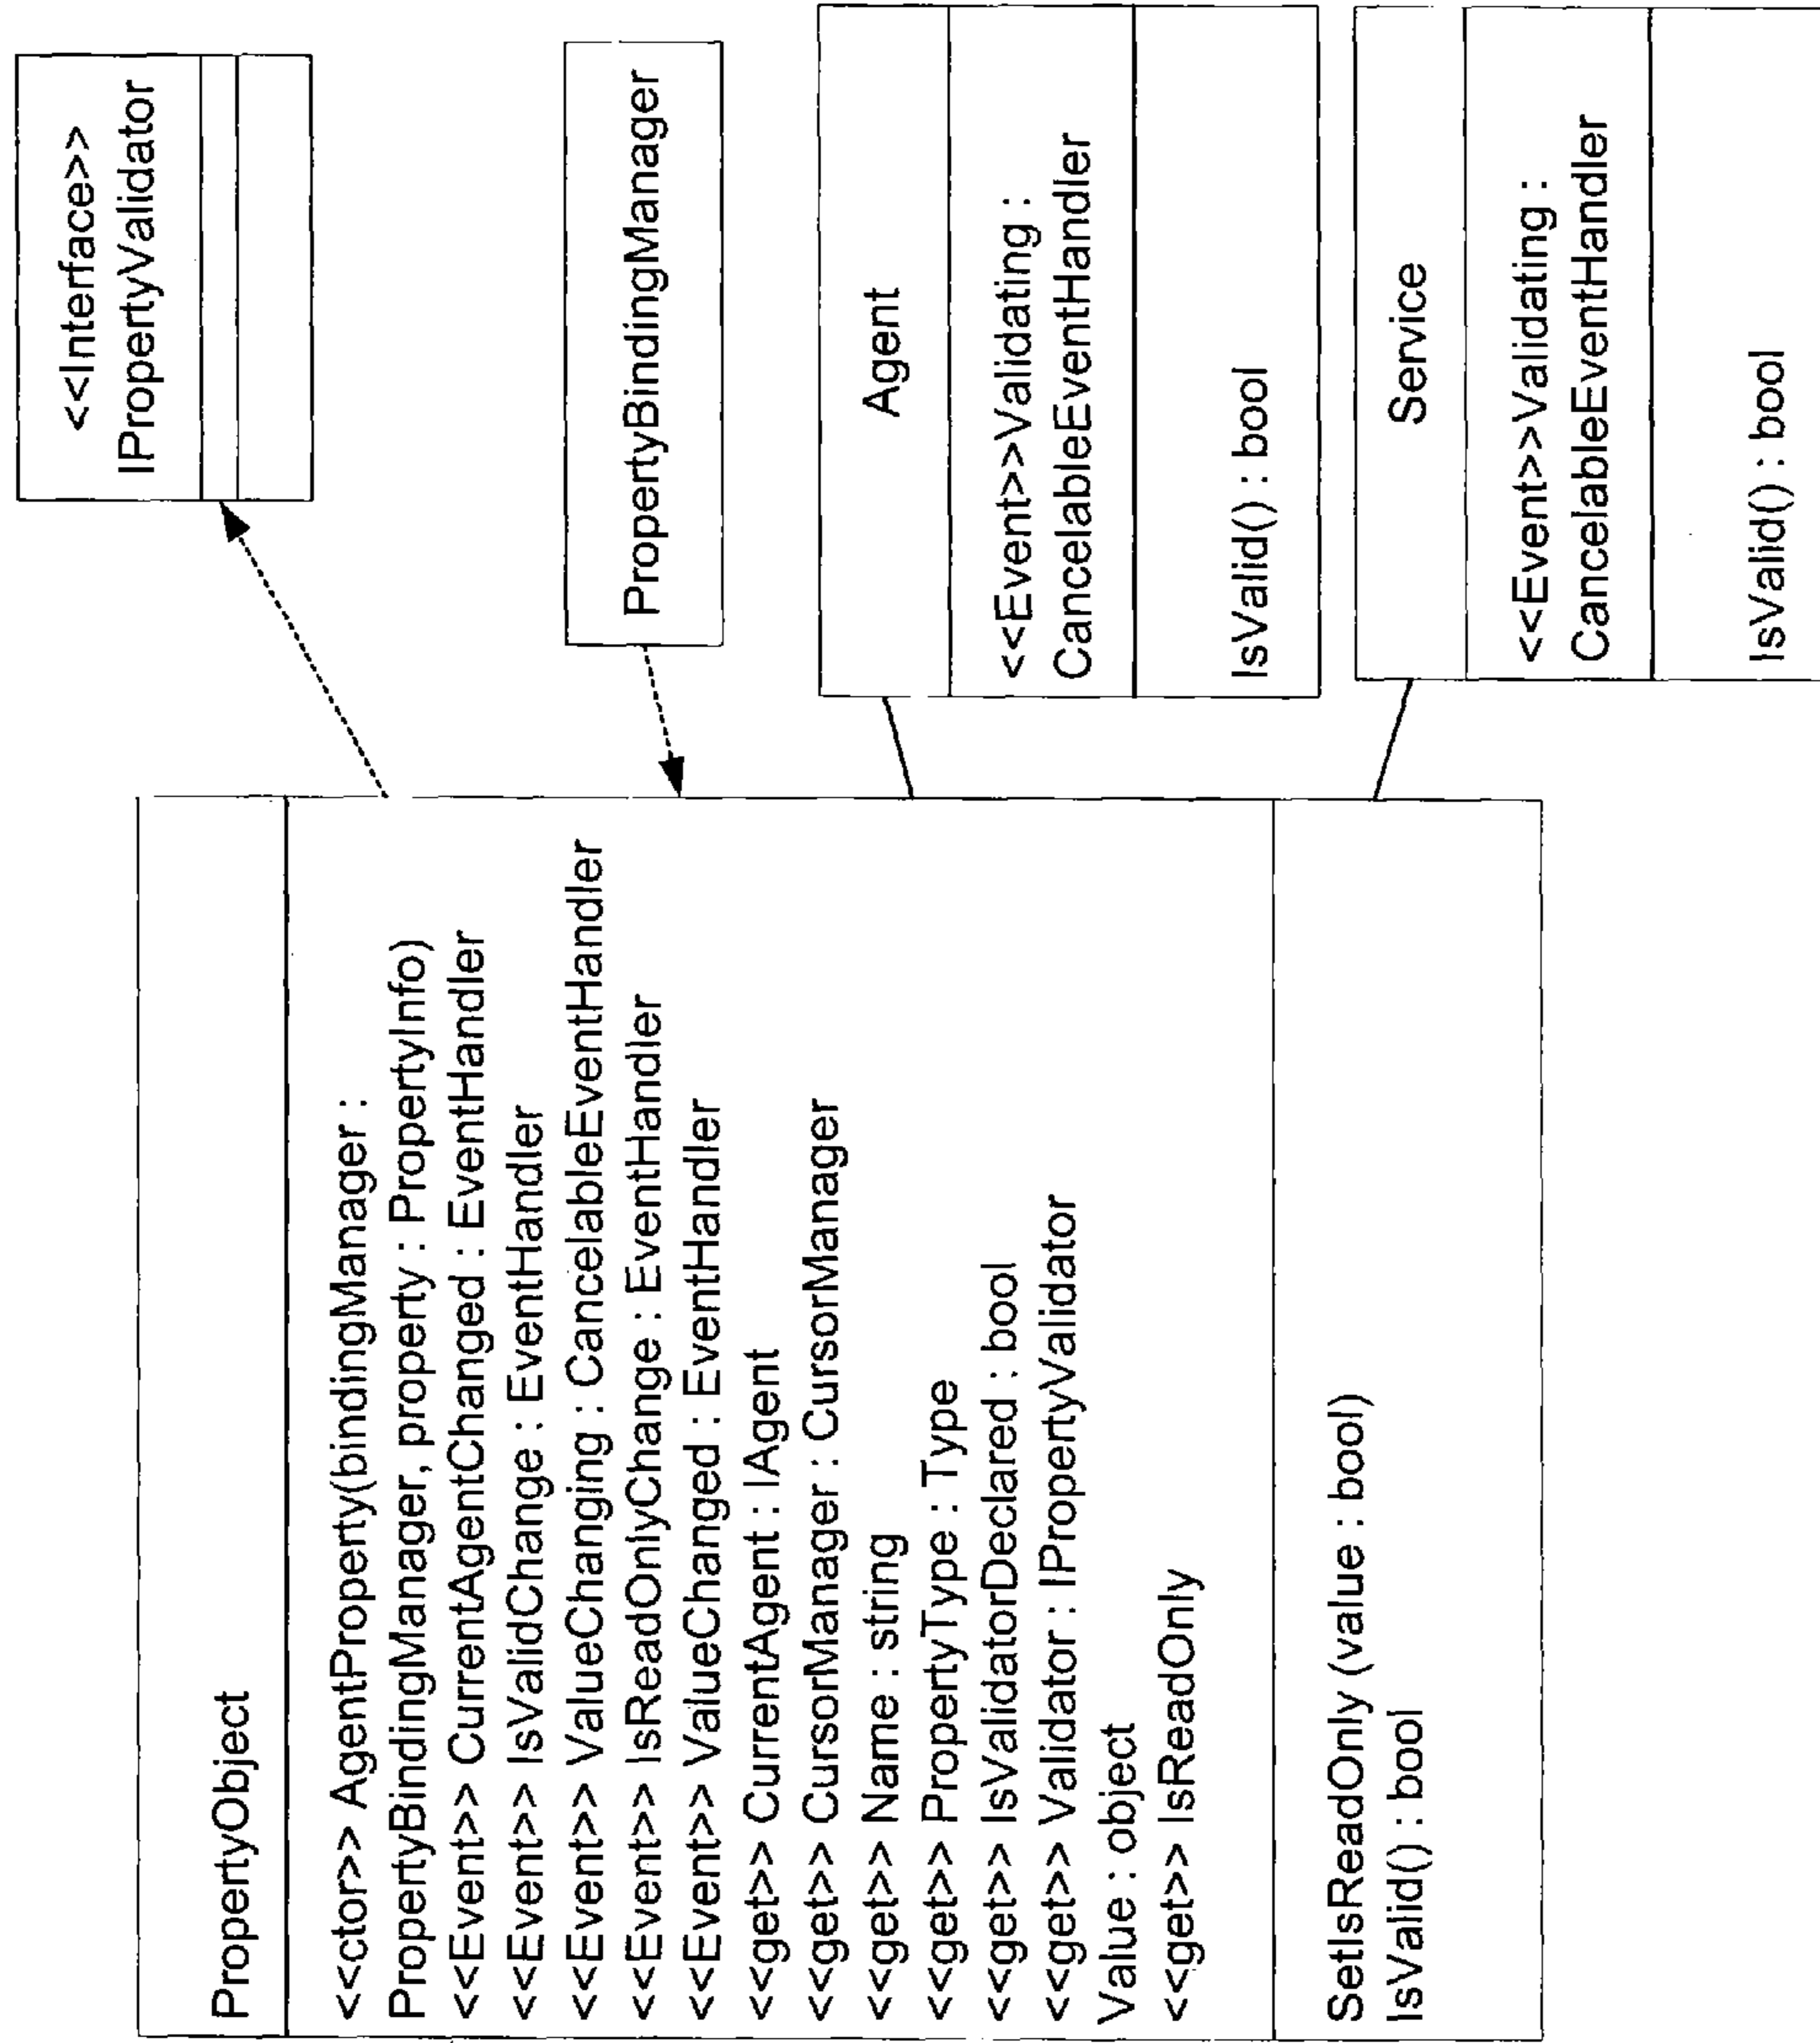 PropertyObject
<<ctor>> AgentProperty(bindingManager :
PropertyBindingManager, property : PropertyInfo)
<<Event>> CurrentAgentChanged : EventHandler
<<Event>> IsValidChange : EventHandler
<<Event>> ValueChanging : CancelableEventHandler
<<Event>> IsReadOnlyChange : EventHandler
<<Event>> ValueChanged : EventHandler
<<get>> CurrentAgent : IAgent
<<get>> CursorManager : CursorManager
<<get>> Name : string
<<get>> PropertyType : Type
<<get>> IsValidatorDeclared : bool
<<get>> Validator : IPropertyValidator
Value : object
<<get>> IsReadOnly
SetIsReadOnly (value : bool)
IsValid() : bool
<<Interface>>
IPropertyValidator
PropertyBindingManager
Agent
<<Event>>Validating :
CancelableEventHandler
IsValid() : bool
Service
<<Event>>Validating :
CancelableEventHandler
IsValid() : bool